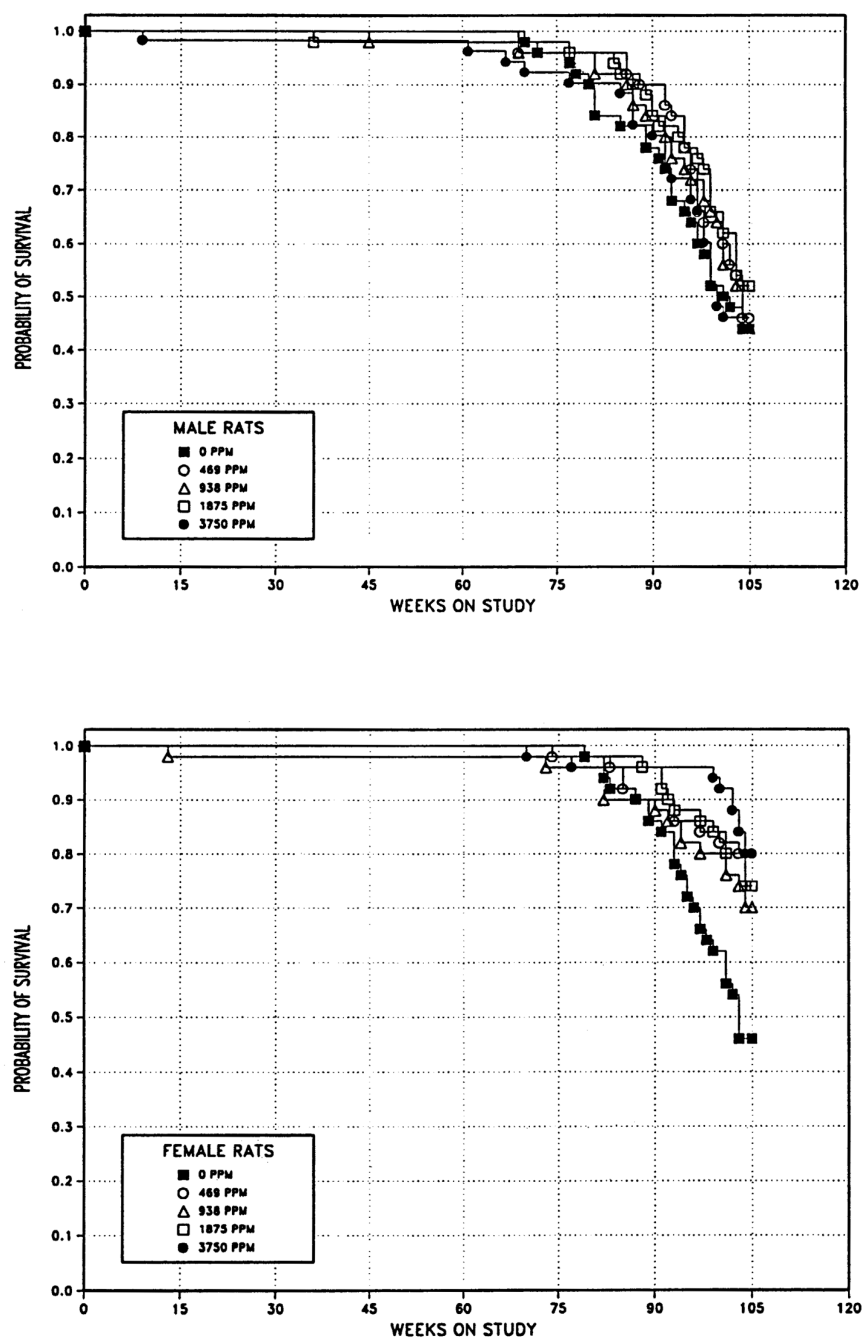 1.0
0.9
0.8
0.7
0.6
0.5
0.4
0.3
0.2
0.1
0.0
PROBABILITY OF SURVIVAL
MALE RATS
0 PPM
469 PPM
938 PPM
1875 PPM
3750 PPM
0 15 30 45 60 75 90 105 120
WEEKS ON STUDY
1.0
0.9
0.8
0.7
0.6
0.5
0.4
0.3
0.2
0.1
0.0
PROBABILITY OF SURVIVAL
FEMALE RATS
0 PPM
469 PPM
938 PPM
1875 PPM
3750 PPM
0 15 30 45 60 75 90 105 120
WEEKS ON STUDY